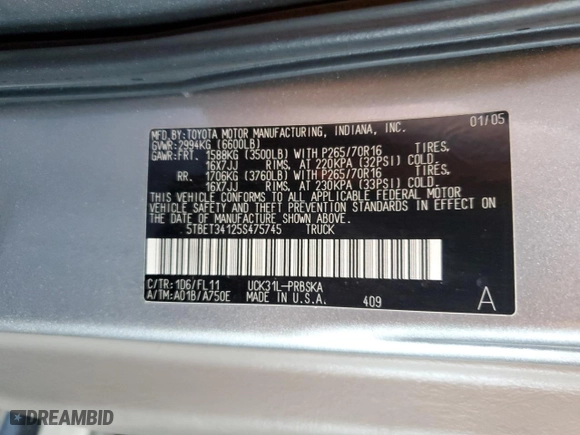 MFD. BY: TOYOTA MOTOR MANUFACTURING, INDIANA, INC. 01/05
GVWR: 2994KG (6600LB)
GAWR: FRT. 1588KG (3500LB) WITH P265/70R16 TIRES,
16X7JJ RIMS, AT 220KPA (32PSI) COLD.
RR. 1706KG (3760LB) WITH P265/70R16 TIRES,
16X7JJ RIMS, AT 230KPA (33PSI) COLD.
THIS VEHICLE CONFORMS TO ALL APPLICABLE FEDERAL MOTOR
VEHICLE SAFETY AND THEFT PREVENTION STANDARDS IN EFFECT ON
THE DATE OF MANUFACTURE SHOWN ABOVE.
5TBET34125S475745 TRUCK
C/TR: 1D6/FL11 UCK31L-PRBSKA
A/TM: A01B/A750E MADE IN U.S.A. 409 A
DREAMBID